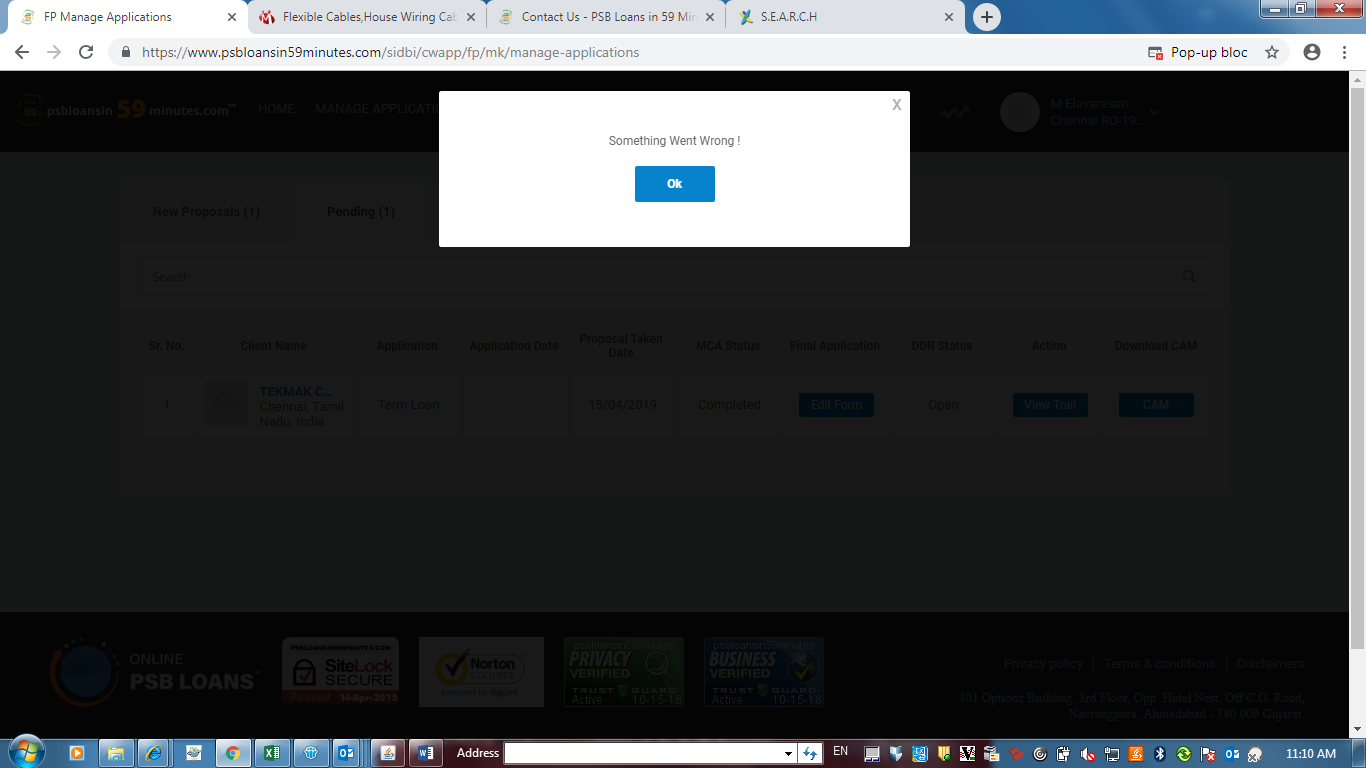 FP Manage Applications
Flexible Cables,House Wiring Cab
Contact Us - PSB Loans in 59 Min
S.E.A.R.C.H
https://www.psbloansin59minutes.com/sidbi/cwapp/fp/mk/manage-applications
Pop-up bloc
psbloansin 59 minutes.com™
HOME
MANAGE APPLICATIO
M Elavarasan
Chennai RO-19...
X
Something Went Wrong !
Ok
New Proposals (1)
Pending (1)
Search
Sr. No.
Client Name
Application
Application Date
Proposal Taken
Date
MCA Status
Final Application
DDR Status
Action
Download CAM
1
TEKMAK C...
Chennai, Tamil
Nadu, India
Term Loan
15/04/2019
Completed
Edit Form
Open
View Trail
CAM
ONLINE
PSB LOANS™
PSBLOANSIN59MINUTES.COM
SiteLock
SECURE
Passed 14-Apr-2019
Norton
SECURED
powered by digicert
psbloansin59minutes
PRIVACY
VERIFIED
TRUST GUARD
Active 10-15-18
psbloansin59minutes
BUSINESS
VERIFIED
TRUST GUARD
Active 10-15-18
Privacy policy
Terms & conditions
Disclaimers
301 Optionz Building, 3rd Floor, Opp. Hotel Nest, Off C.G. Road,
Navrangpura, Ahmedabad - 380 009 Gujarat.
Address
EN
11:10 AM